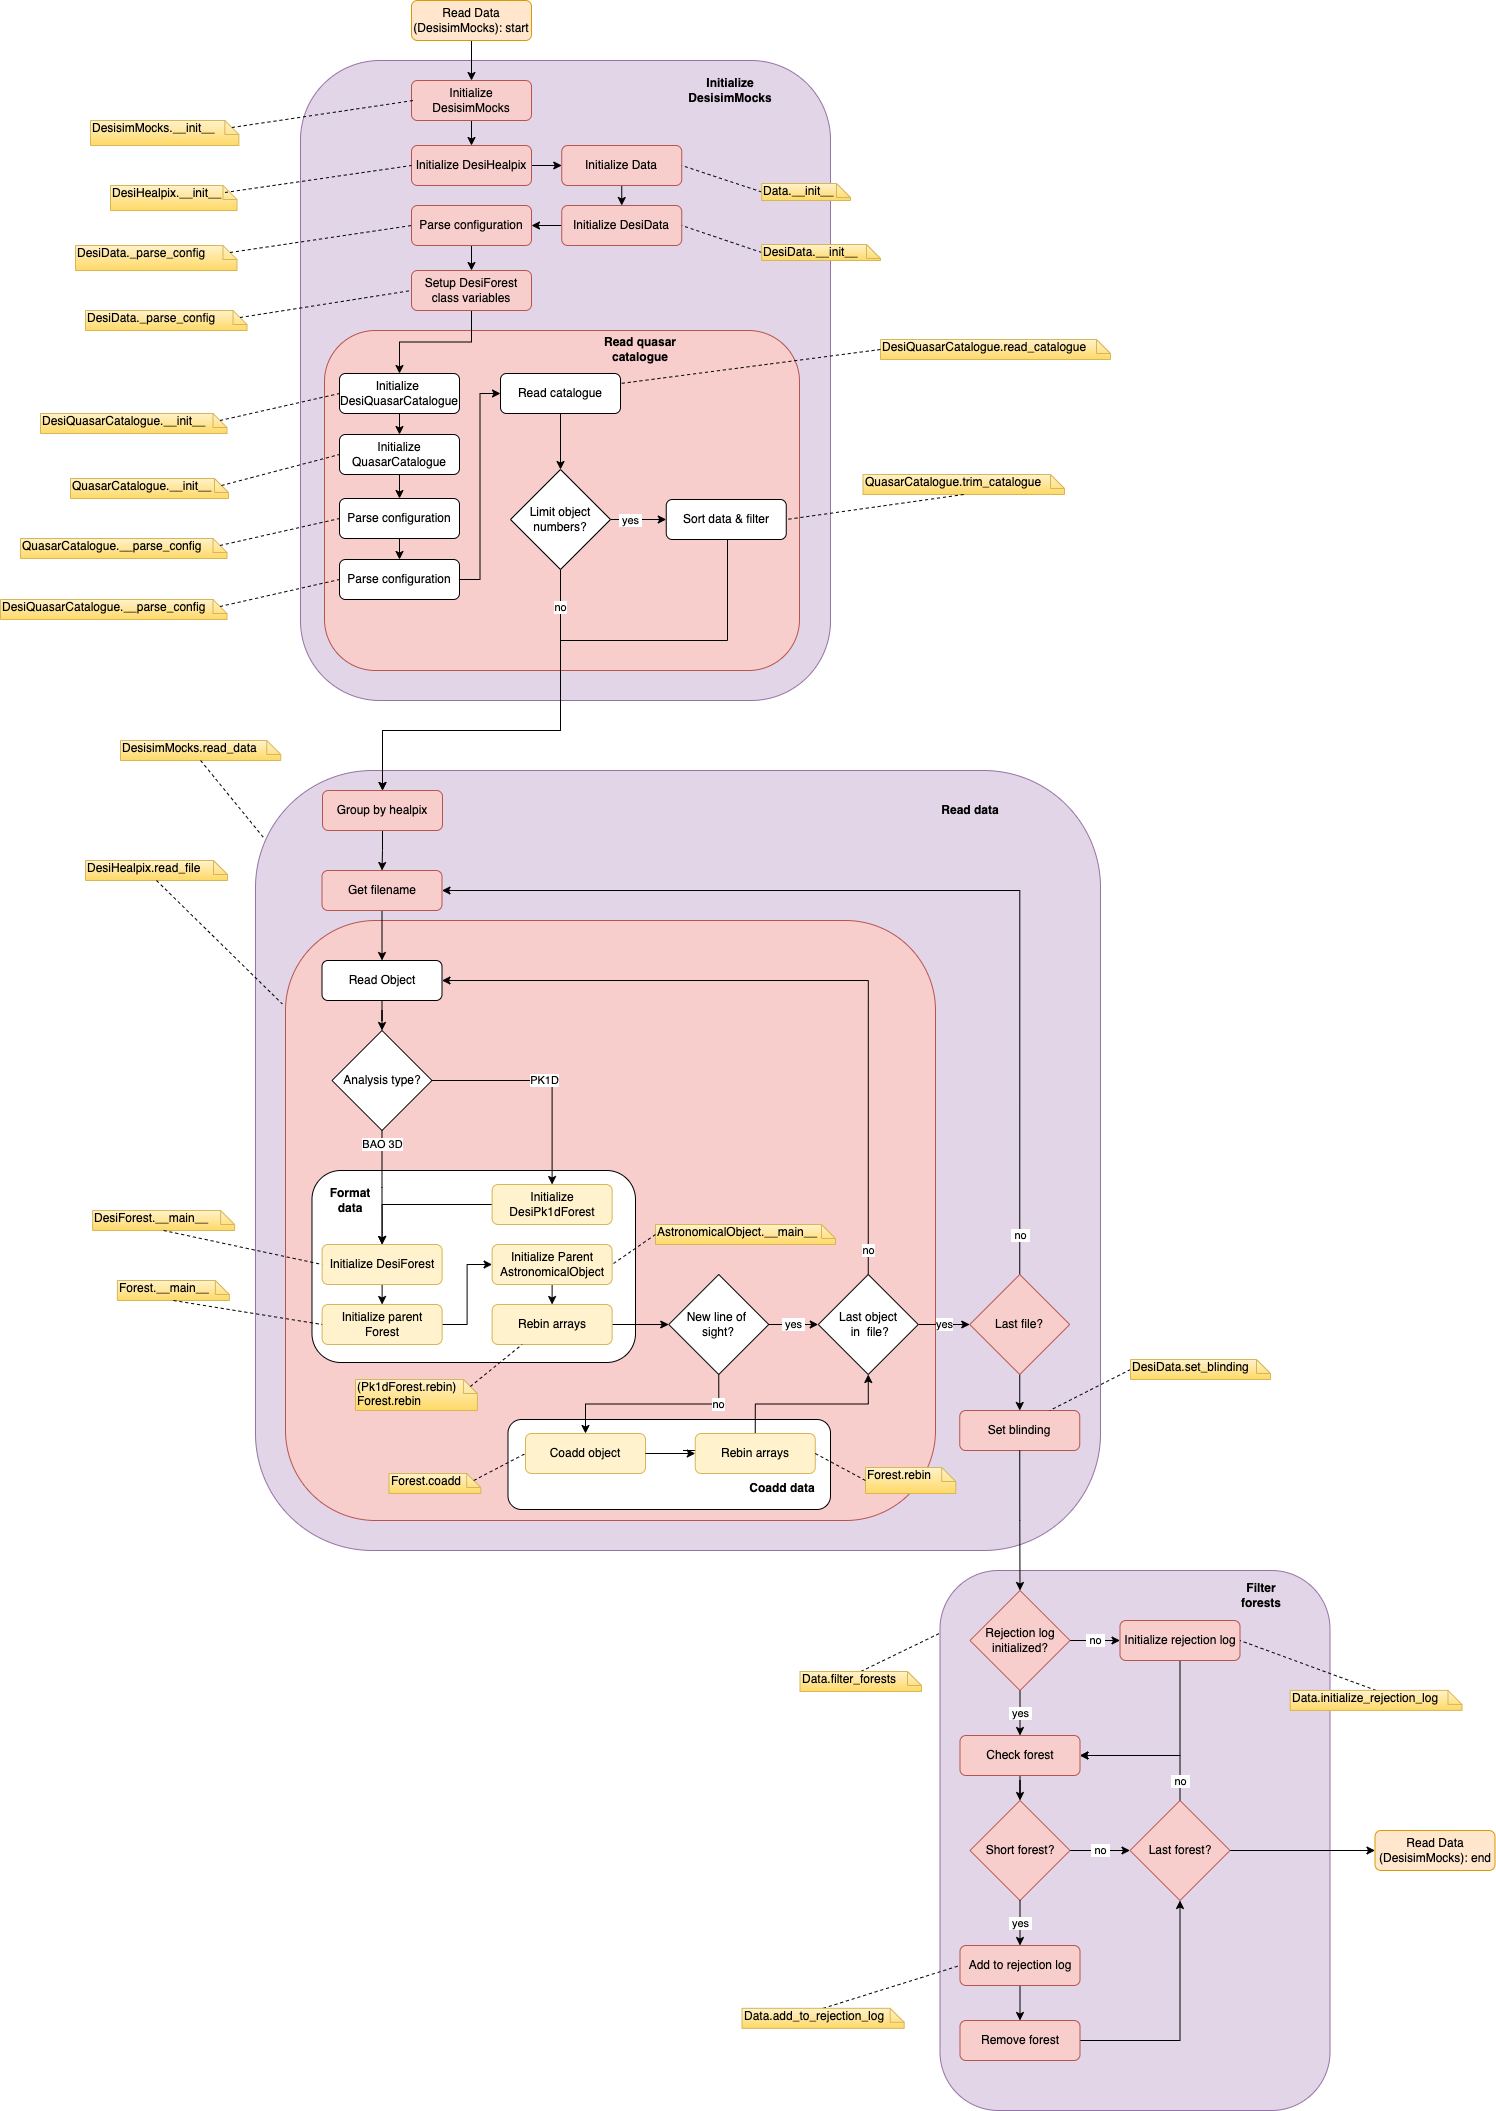 Read Data
(DesisimMocks): start
Initialize
DesisimMocks
Initialize
DesisimMocks
DesisimMocks.__init__
Initialize DesiHealpix
Initialize Data
DesiHealpix.__init__
Data.__init__
Parse configuration
Initialize DesiData
DesiData._parse_config
DesiData.__init__
Setup DesiForest
class variables
DesiData._parse_config
Read quasar
catalogue
DesiQuasarCatalogue.read_catalogue
Initialize
DesiQuasarCatalogue
Read catalogue
DesiQuasarCatalogue.__init__
Initialize
QuasarCatalogue
QuasarCatalogue.__init__
QuasarCatalogue.trim_catalogue
Parse configuration
Limit object
numbers?
yes
Sort data & filter
QuasarCatalogue.__parse_config
Parse configuration
DesiQuasarCatalogue.__parse_config
no
DesisimMocks.read_data
Group by healpix
Read data
DesiHealpix.read_file
Get filename
Read Object
Analysis type?
PK1D
BAO 3D
Format
data
Initialize
DesiPk1dForest
DesiForest.__main__
AstronomicalObject.__main__
Initialize DesiForest
Initialize Parent
AstronomicalObject
no
no
Forest.__main__
Initialize parent
Forest
Rebin arrays
New line of
sight?
yes
Last object
in  file?
yes
Last file?
DesiData.set_blinding
(Pk1dForest.rebin)
Forest.rebin
no
Set blinding
Coadd object
Rebin arrays
Forest.coadd
Coadd data
Forest.rebin
Filter
forests
Rejection log
initialized?
no
Initialize rejection log
Data.filter_forests
Data.initialize_rejection_log
yes
Check forest
no
Short forest?
no
Last forest?
Read Data
(DesisimMocks): end
yes
Add to rejection log
Data.add_to_rejection_log
Remove forest